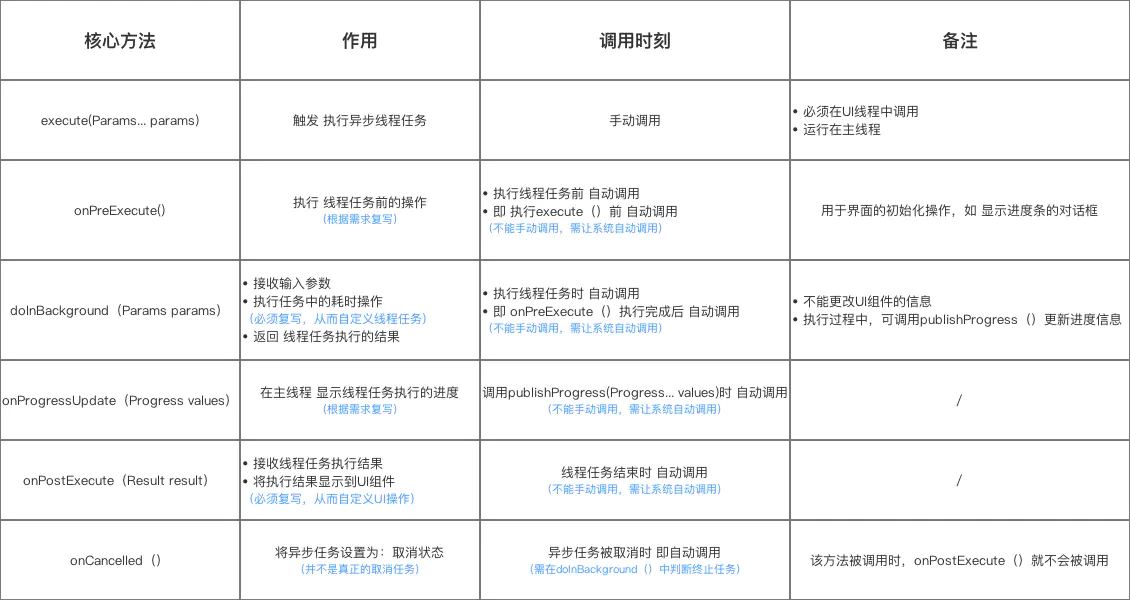 核心方法
作用
调用时刻
备注
execute(Params... params)
触发 执行异步线程任务
手动调用
• 必须在UI线程中调用
• 运行在主线程
onPreExecute()
执行 线程任务前的操作
（根据需求复写）
• 执行线程任务前 自动调用
• 即 执行execute（）前 自动调用
（不能手动调用，需让系统自动调用）
用于界面的初始化操作，如 显示进度条的对话框
doInBackground（Params params）
• 接收输入参数
• 执行任务中的耗时操作
（必须复写，从而自定义线程任务）
• 返回 线程任务执行的结果
• 执行线程任务时 自动调用
• 即 onPreExecute（）执行完成后 自动调用
（不能手动调用，需让系统自动调用）
• 不能更改UI组件的信息
• 执行过程中，可调用publishProgress（）更新进度信息
onProgressUpdate（Progress values）
在主线程 显示线程任务执行的进度
（根据需求复写）
调用publishProgress(Progress... values)时 自动调用
（不能手动调用，需让系统自动调用）
/
onPostExecute（Result result）
• 接收线程任务执行结果
• 将执行结果显示到UI组件
（必须复写，从而自定义UI操作）
线程任务结束时 自动调用
（不能手动调用，需让系统自动调用）
/
onCancelled（）
将异步任务设置为：取消状态
（并不是真正的取消任务）
异步任务被取消时 即自动调用
（需在doInBackground（）中判断终止任务）
该方法被调用时，onPostExecute（）就不会被调用